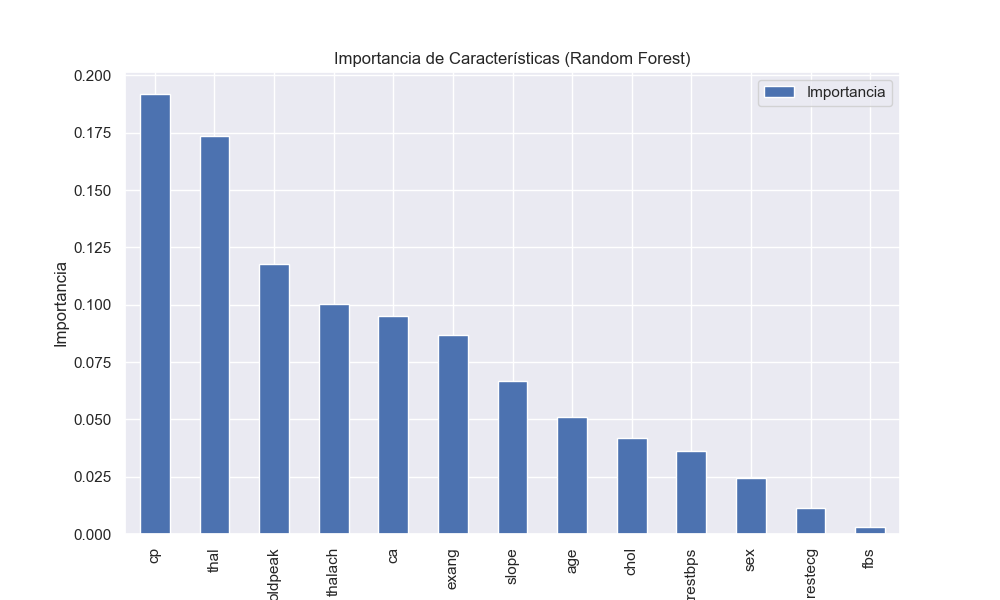 Importancia de Características (Random Forest)
Importancia
0.200
0.175
0.150
0.125
0.100
0.075
0.050
0.025
0.000
Importancia
cp
thal
oldpeak
thalach
ca
exang
slope
age
chol
trestbps
sex
restecg
fbs